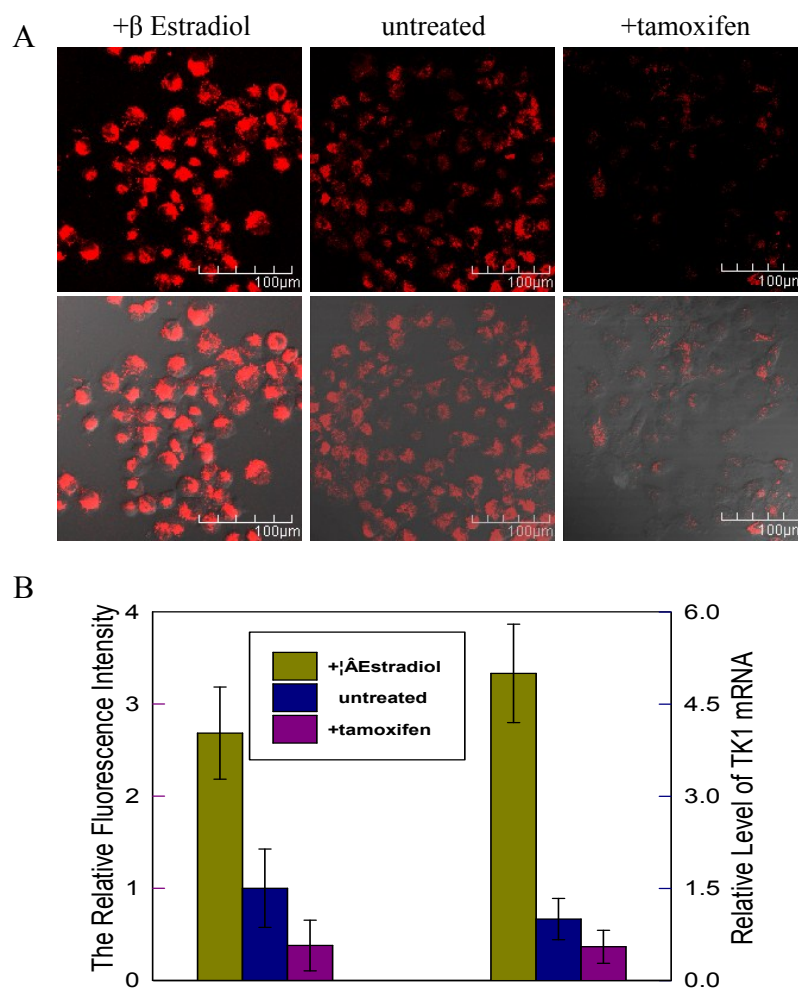 A
+β Estradiol untreated +tamoxifen
100μm 100μm 100μm
100μm 100μm 100μm
B
The Relative Fluorescence Intensity
4
3
2
1
0
+¦ÂEstradiol
untreated
+tamoxifen
6.0
4.5
3.0
1.5
0.0
Relative Level of TK1 mRNA